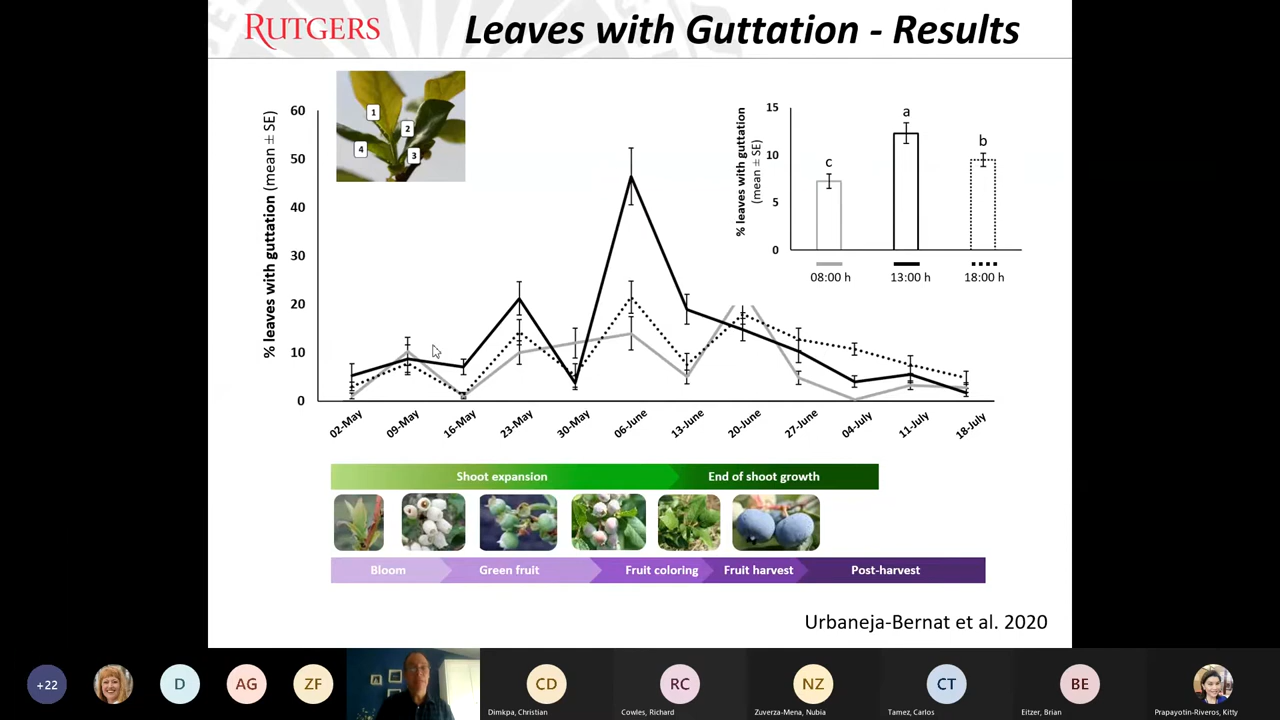 RUTGERS
Leaves with Guttation - Results
% leaves with guttation (mean ± SE)
60
50
40
30
20
10
0
1
2
3
4
02-May
09-May
16-May
23-May
30-May
06-June
13-June
20-June
27-June
04-July
11-July
18-July
% leaves with guttation
(mean ± SE)
15
10
5
0
c
a
b
08:00 h
13:00 h
18:00 h
Shoot expansion
End of shoot growth
Bloom
Green fruit
Fruit coloring
Fruit harvest
Post-harvest
Urbaneja-Bernat et al. 2020
+22
D
AG
ZF
CD
RC
NZ
CT
BE
Dimkpa, Christian
Cowles, Richard
Zuverza-Mena, Nubia
Tamez, Carlos
Eitzer, Brian
Prapayotin-Riveros, Kitty